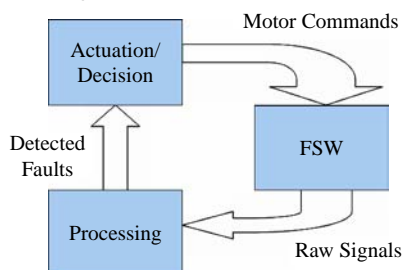 Motor Commands
Actuation/
Decision
Detected
Faults
FSW
Processing
Raw Signals